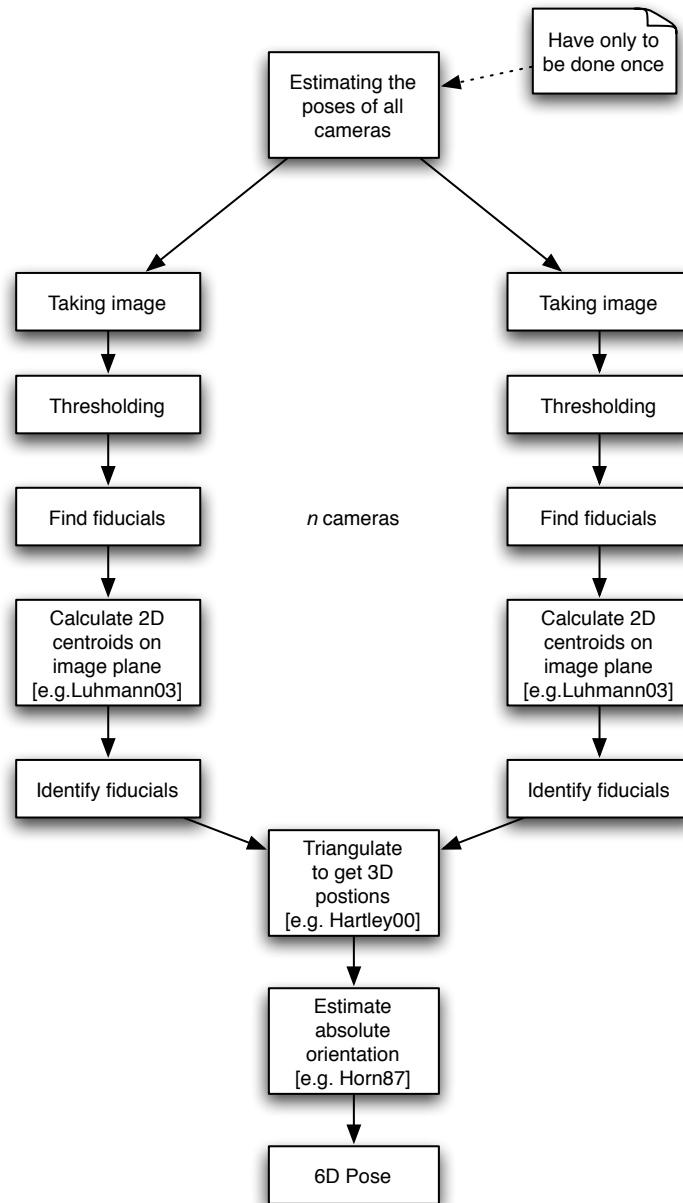 Have only to
be done once
Estimating the
poses of all
cameras
Taking image
Taking image
Thresholding
Thresholding
Find fiducials
n cameras
Find fiducials
Calculate 2D
centroids on
image plane
[e.g.Luhmann03]
Calculate 2D
centroids on
image plane
[e.g.Luhmann03]
Identify fiducials
Identify fiducials
Triangulate
to get 3D
postions
[e.g. Hartley00]
Estimate
absolute
orientation
[e.g. Horn87]
6D Pose